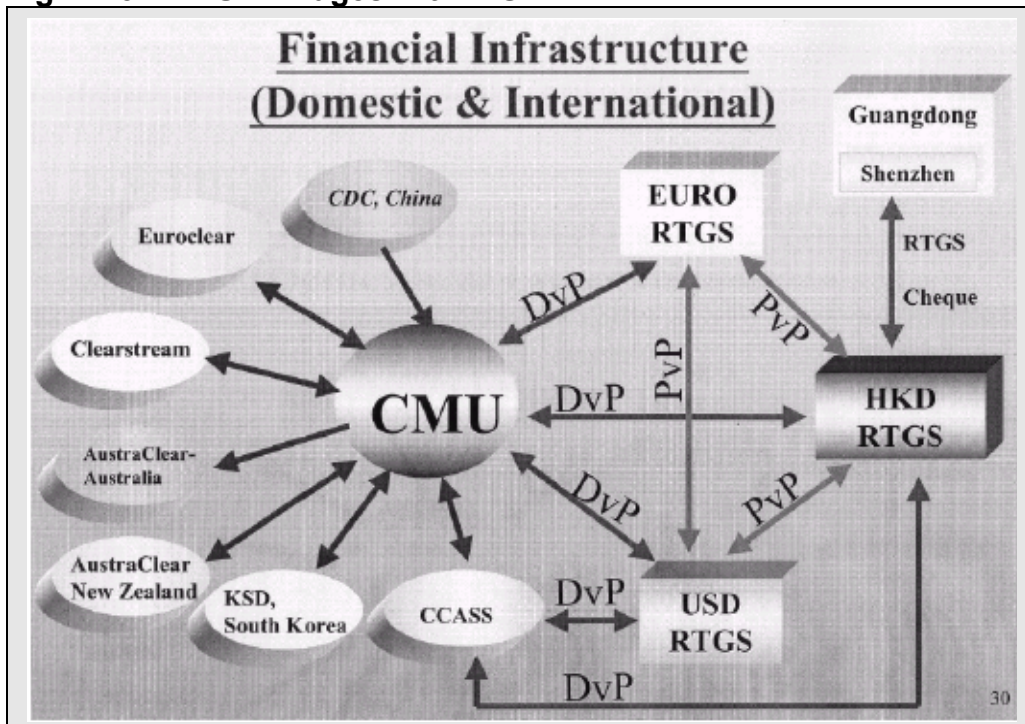 Financial Infrastructure
(Domestic & International)
Guangdong
Shenzhen
CDC, China
EURO
RTGS
Euroclear
RTGS
DvP
Cheque
PvP
Clearstream
PvP
CMU
DvP
HKD
RTGS
AustraClear-
Australia
DvP
PvP
AustraClear
New Zealand
KSD,
South Korea
CCASS
DvP
USD
RTGS
DvP
30